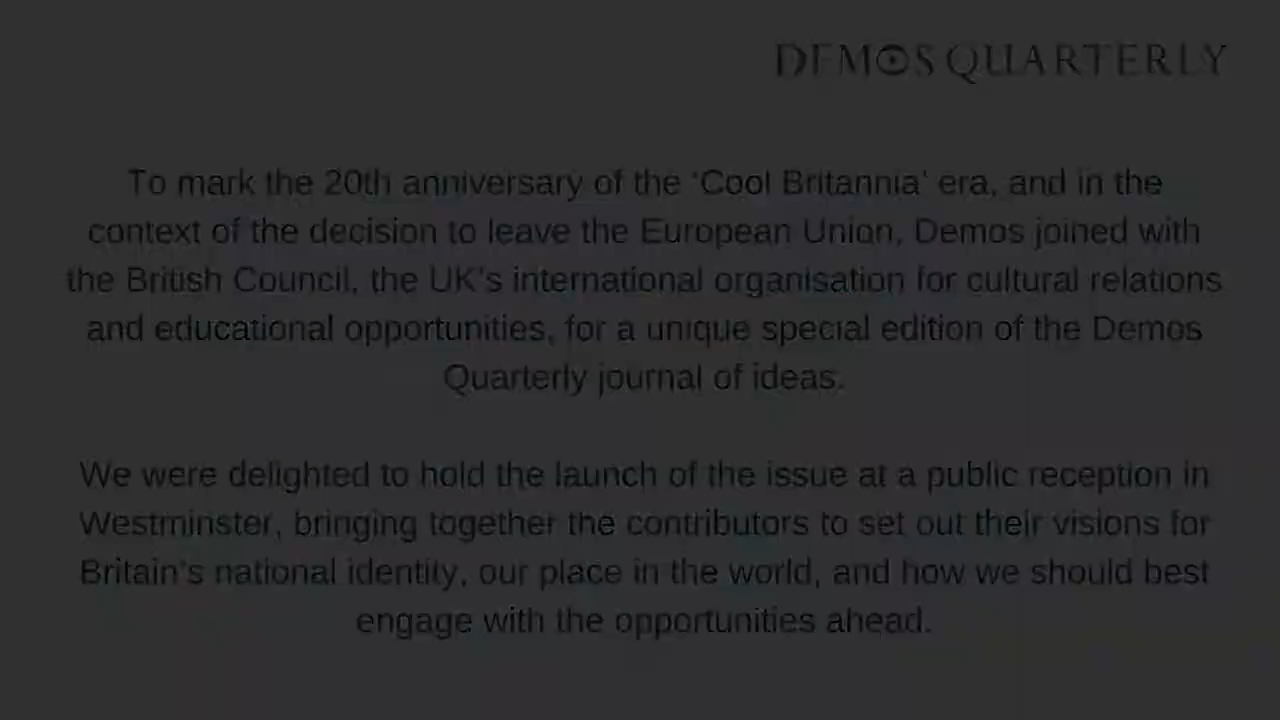 DEMOS QUARTERLY
To mark the 20th anniversary of the ‘Cool Britannia’ era, and in the
context of the decision to leave the European Union, Demos joined with
the British Council, the UK’s international organisation for cultural relations
and educational opportunities, for a unique special edition of the Demos
Quarterly journal of ideas.
We were delighted to hold the launch of the issue at a public reception in
Westminster, bringing together the contributors to set out their visions for
Britain’s national identity, our place in the world, and how we should best
engage with the opportunities ahead.